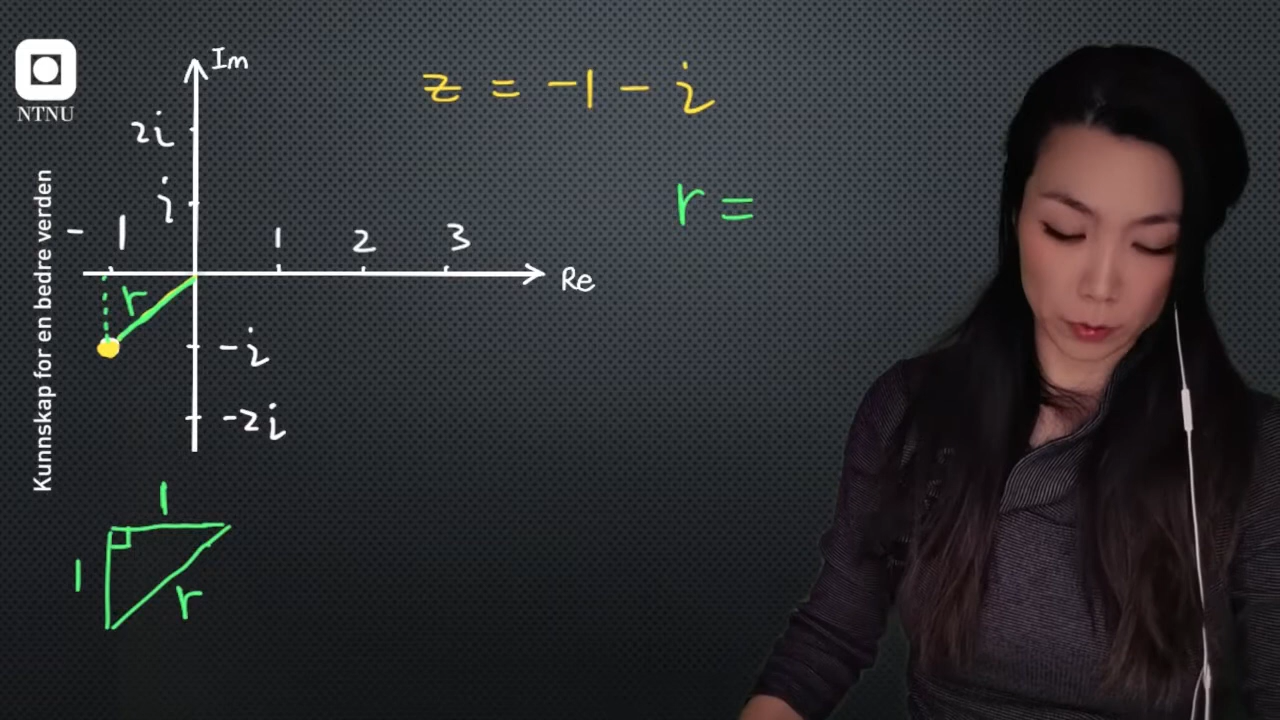 NTNU
Kunnskap for en bedre verden
Im
2i
i
-1 1 2 3
Re
-i
-2i
r
z = -1 - i
r =
1
1
r